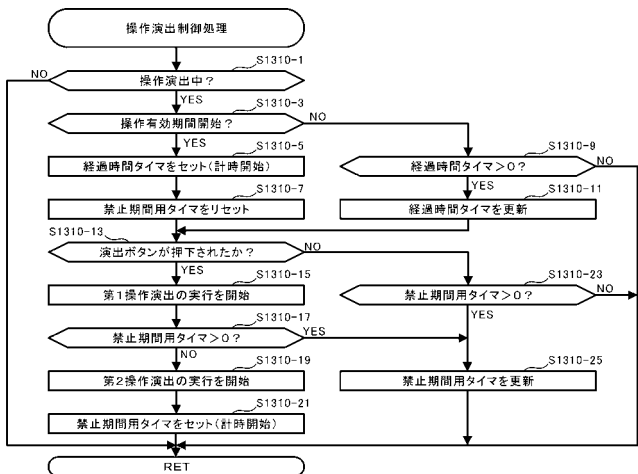 操作演出制御処理
S1310-1
NO
操作演出中?
YES
S1310-3
操作有効期間開始?
NO
YES
S1310-5
S1310-9
経過時間タイマをセット(計時開始)
経過時間タイマ>0?
NO
S1310-7
YES
S1310-11
禁止期間用タイマをリセット
経過時間タイマを更新
S1310-13
演出ボタンが押下されたか?
NO
YES
S1310-15
S1310-23
第1操作演出の実行を開始
禁止期間用タイマ>0?
NO
S1310-17
禁止期間用タイマ>0?
YES
YES
NO
S1310-19
S1310-25
第2操作演出の実行を開始
禁止期間用タイマを更新
S1310-21
禁止期間用タイマをセット(計時開始)
RET